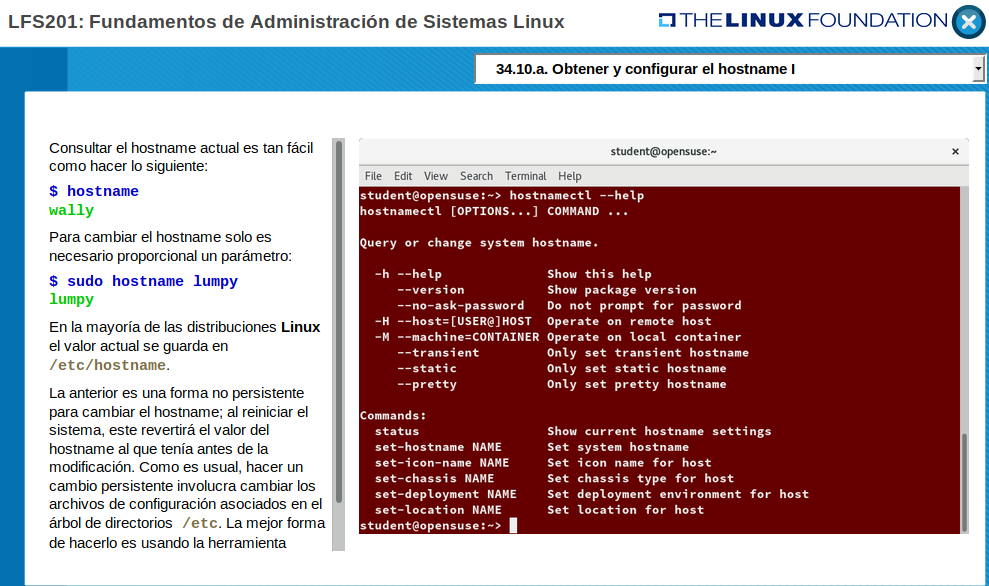 LFS201: Fundamentos de Administración de Sistemas Linux
THE LINUX FOUNDATION
34.10.a. Obtener y configurar el hostname I
Consultar el hostname actual es tan fácil
como hacer lo siguiente:
$ hostname
wally
Para cambiar el hostname solo es
necesario proporcional un parámetro:
$ sudo hostname lumpy
lumpy
En la mayoría de las distribuciones Linux
el valor actual se guarda en
/etc/hostname.
La anterior es una forma no persistente
para cambiar el hostname; al reiniciar el
sistema, este revertirá el valor del
hostname al que tenía antes de la
modificación. Como es usual, hacer un
cambio persistente involucra cambiar los
archivos de configuración asociados en el
árbol de directorios /etc. La mejor forma
de hacerlo es usando la herramienta
student@opensuse:~
File Edit View Search Terminal Help
student@opensuse:~> hostnamectl --help
hostnamectl [OPTIONS...] COMMAND ...
Query or change system hostname.
-h --help Show this help
--version Show package version
--no-ask-password Do not prompt for password
-H --host=[USER@]HOST Operate on remote host
-M --machine=CONTAINER Operate on local container
--transient Only set transient hostname
--static Only set static hostname
--pretty Only set pretty hostname
Commands:
status Show current hostname settings
set-hostname NAME Set system hostname
set-icon-name NAME Set icon name for host
set-chassis NAME Set chassis type for host
set-deployment NAME Set deployment environment for host
set-location NAME Set location for host
student@opensuse:~>